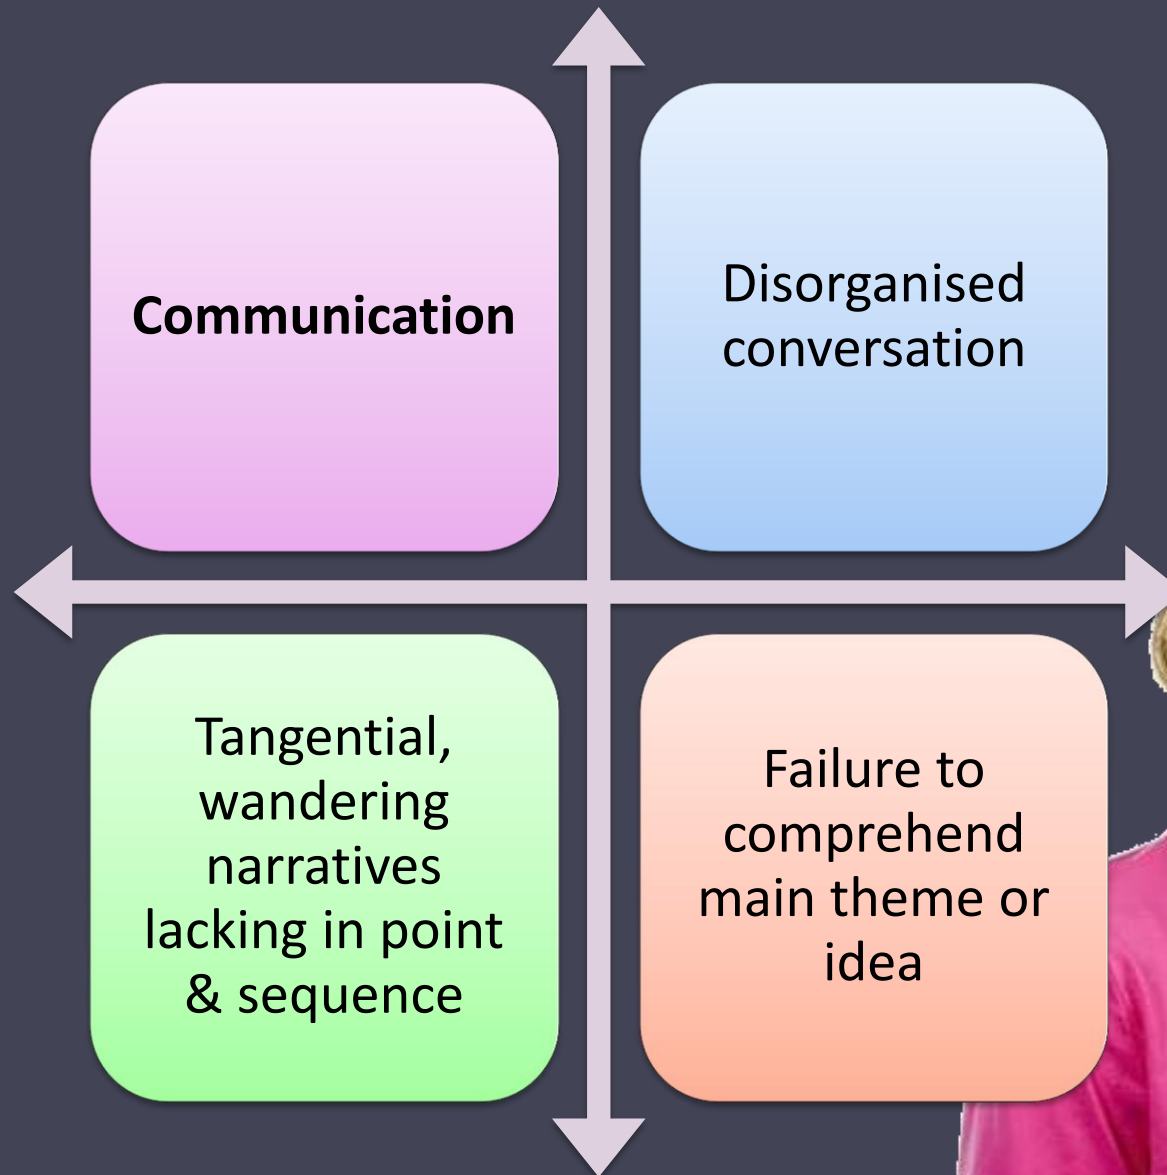 Communication
Disorganised
conversation
Tangential,
wandering
narratives
lacking in point
& sequence
Failure to
comprehend
main theme or
idea